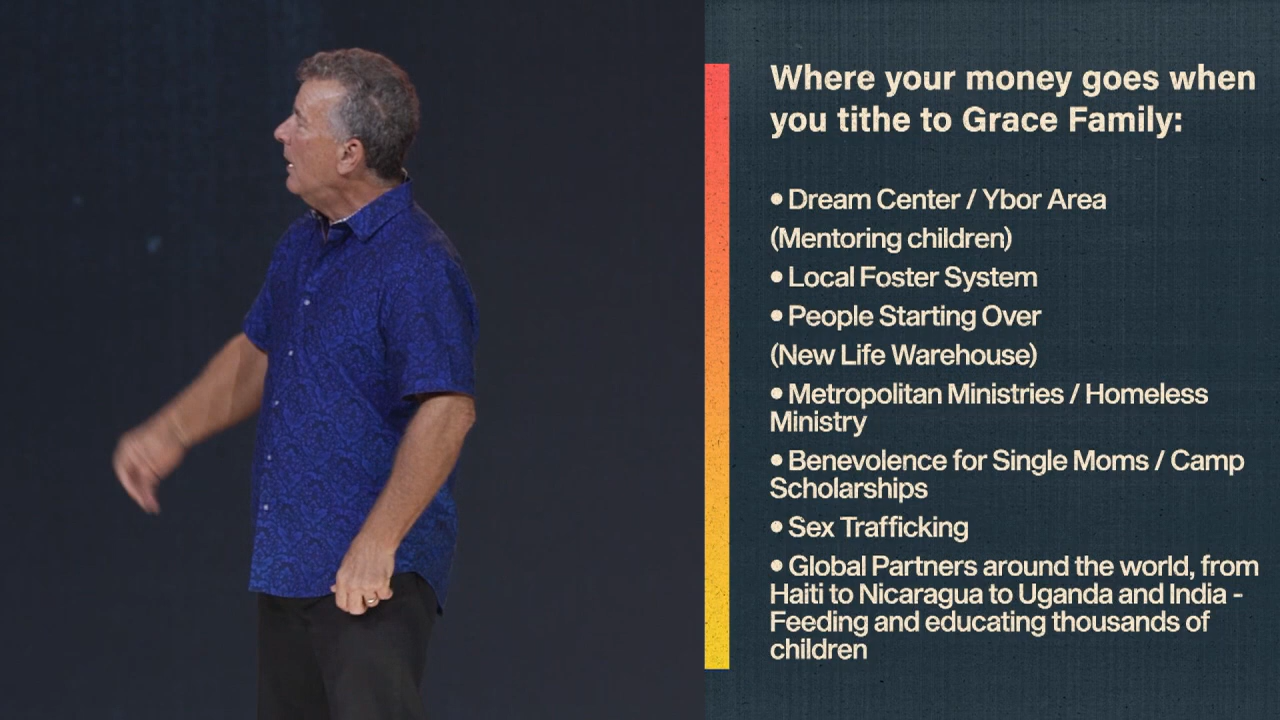 Where your money goes when
you tithe to Grace Family:
• Dream Center / Ybor Area
(Mentoring children)
• Local Foster System
• People Starting Over
(New Life Warehouse)
• Metropolitan Ministries / Homeless
Ministry
• Benevolence for Single Moms / Camp
Scholarships
• Sex Trafficking
• Global Partners around the world, from
Haiti to Nicaragua to Uganda and India -
Feeding and educating thousands of
children